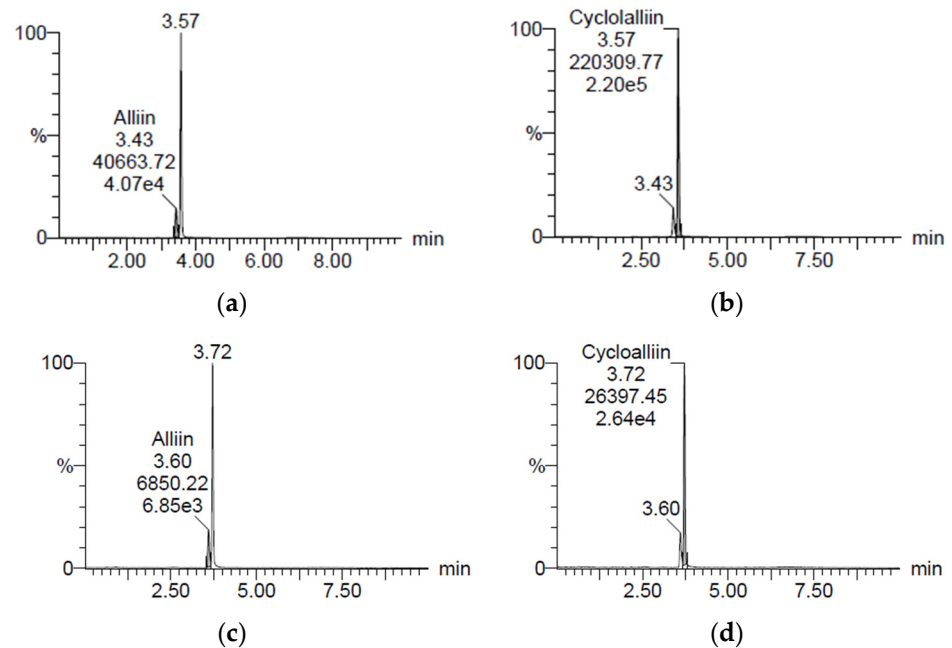 100
3.57
%
Alliin
3.43
40663.72
4.07e4
0
min
2.00 4.00 6.00 8.00
(a)
100
Cyclolalliin
3.57
220309.77
2.20e5
%
3.43
0
min
2.50 5.00 7.50
(b)
100
3.72
%
Alliin
3.60
6850.22
6.85e3
0
min
2.50 5.00 7.50
(c)
100
Cycloalliin
3.72
26397.45
2.64e4
%
3.60
0
min
2.50 5.00 7.50
(d)